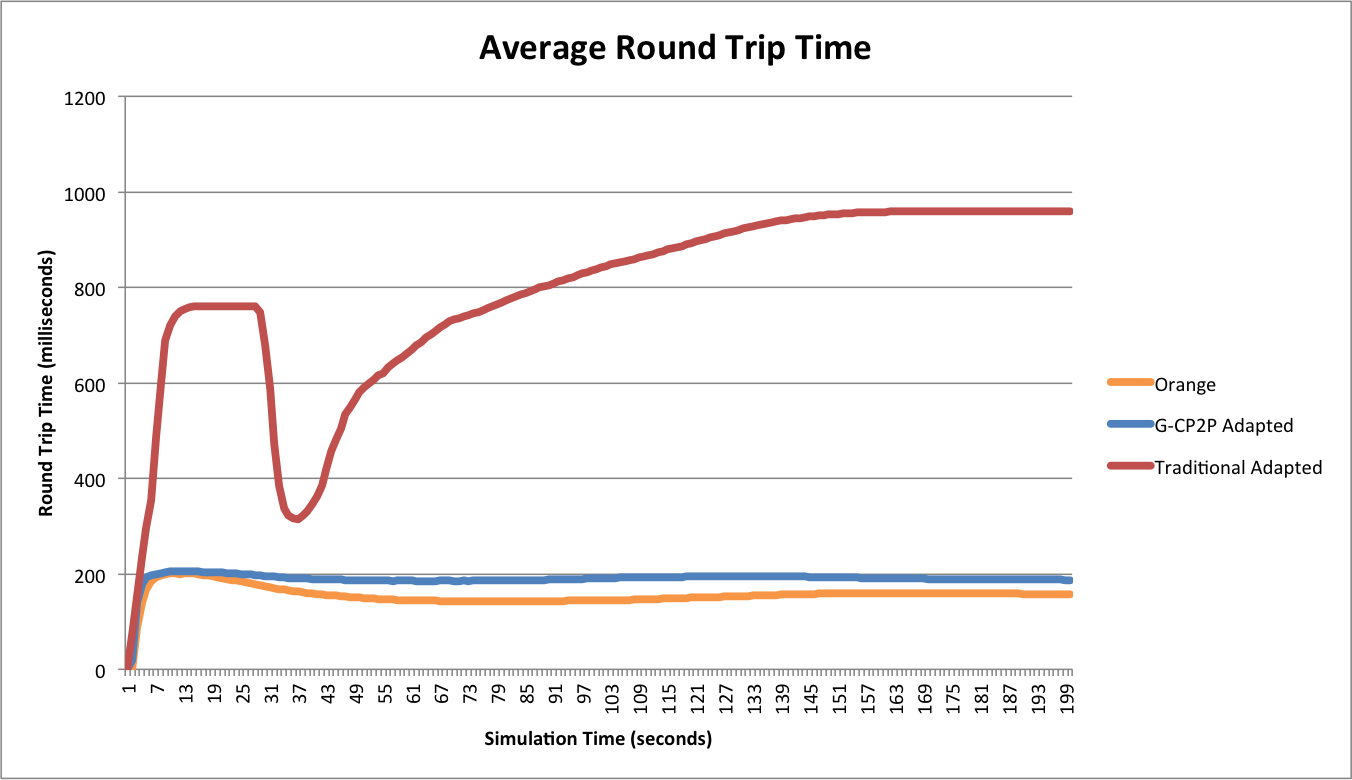 Average Round Trip Time
1200
1000
800
600
400
200
0
Round Trip Time (milliseconds)
1 7 13 19 25 31 37 43 49 55 61 67 73 79 85 91 97 103 109 115 121 127 133 139 145 151 157 163 169 175 181 187 193 199
Simulation Time (seconds)
Orange
G-CP2P Adapted
Traditional Adapted